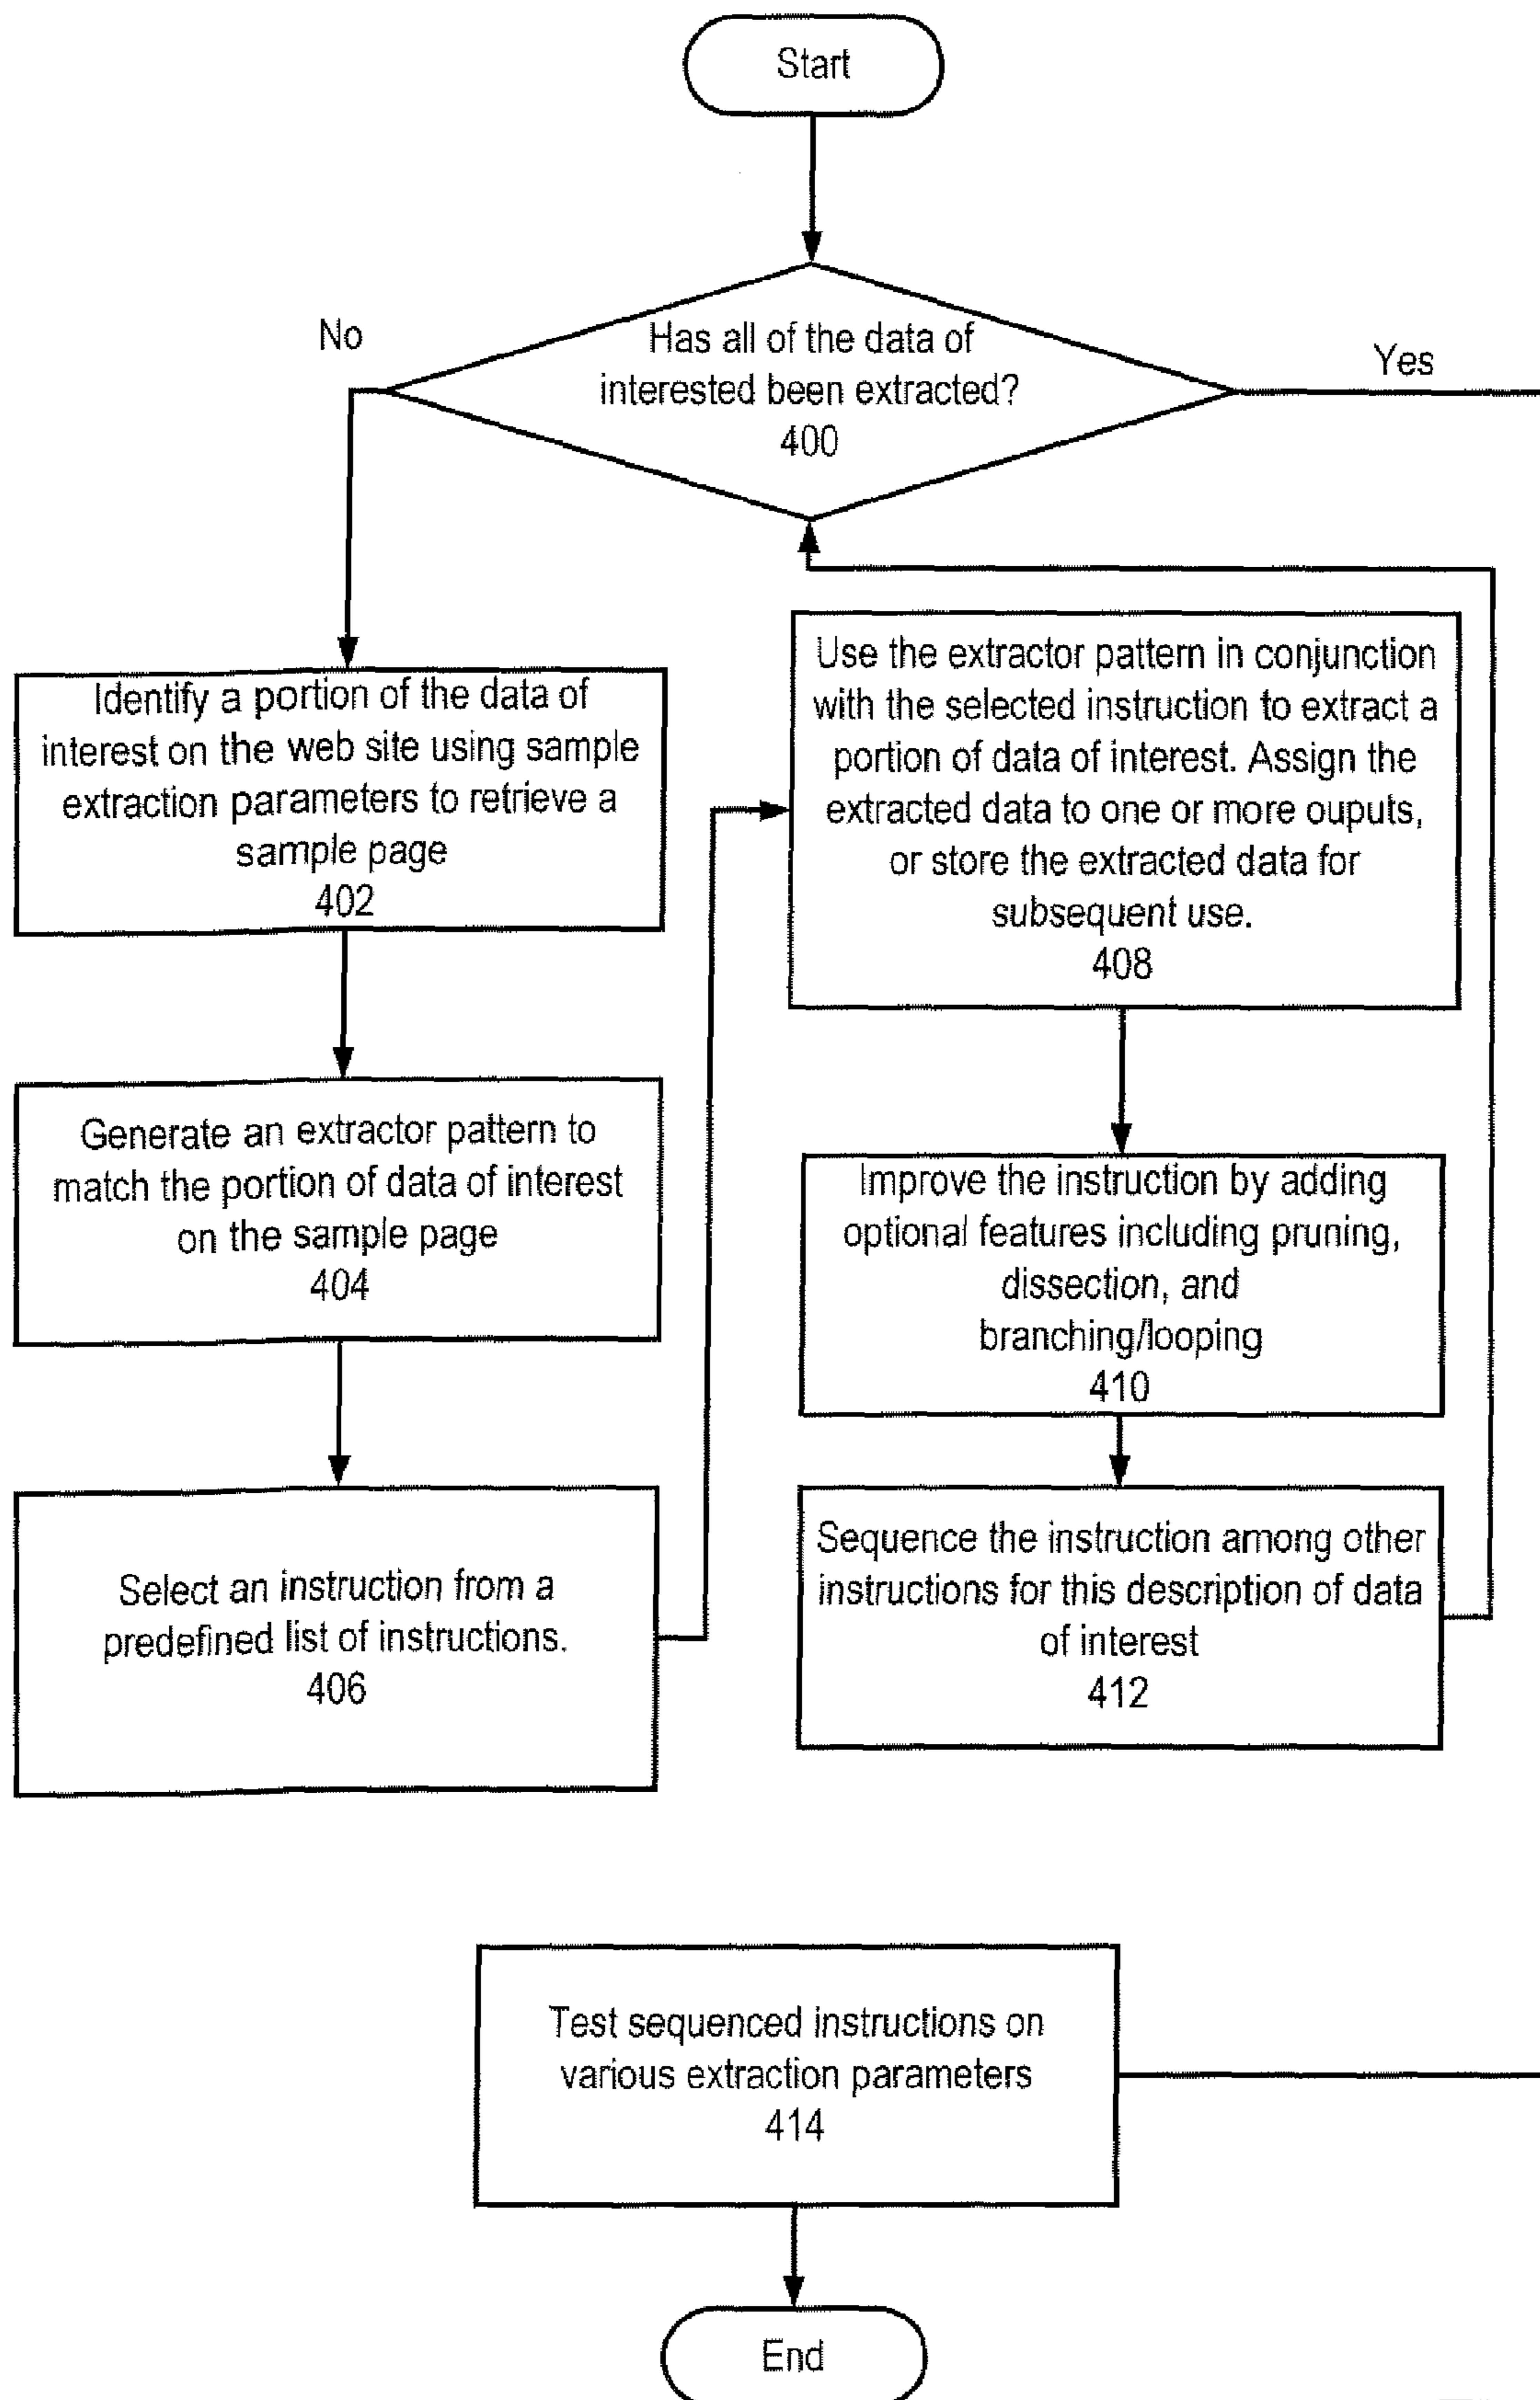 Start
Has all of the data of
interested been extracted?
400
No
Yes
Identify a portion of the data of
interest on the web site using sample
extraction parameters to retrieve a
sample page
402
Generate an extractor pattern to
match the portion of data of interest
on the sample page
404
Select an instruction from a
predefined list of instructions.
406
Use the extractor pattern in conjunction
with the selected instruction to extract a
portion of data of interest. Assign the
extracted data to one or more ouputs,
or store the extracted data for
subsequent use.
408
Improve the instruction by adding
optional features including pruning,
dissection, and
branching/looping
410
Sequence the instruction among other
instructions for this description of data
of interest
412
Test sequenced instructions on
various extraction parameters
414
End